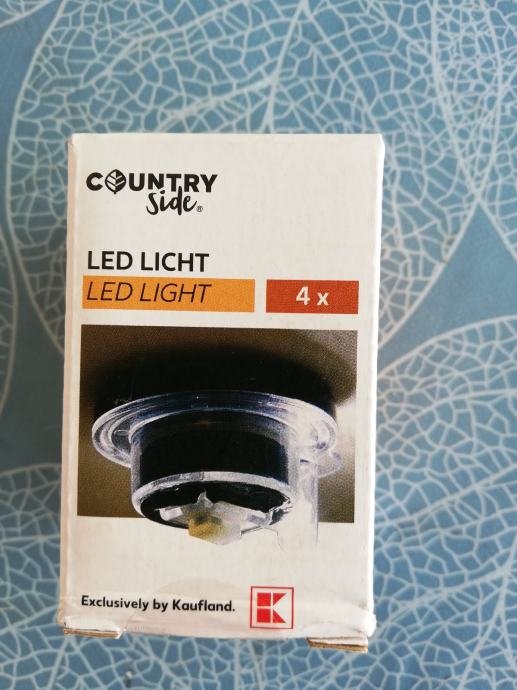 COUNTRY
Side®
LED LICHT
LED LIGHT
4 x
Exclusively by Kaufland.
K